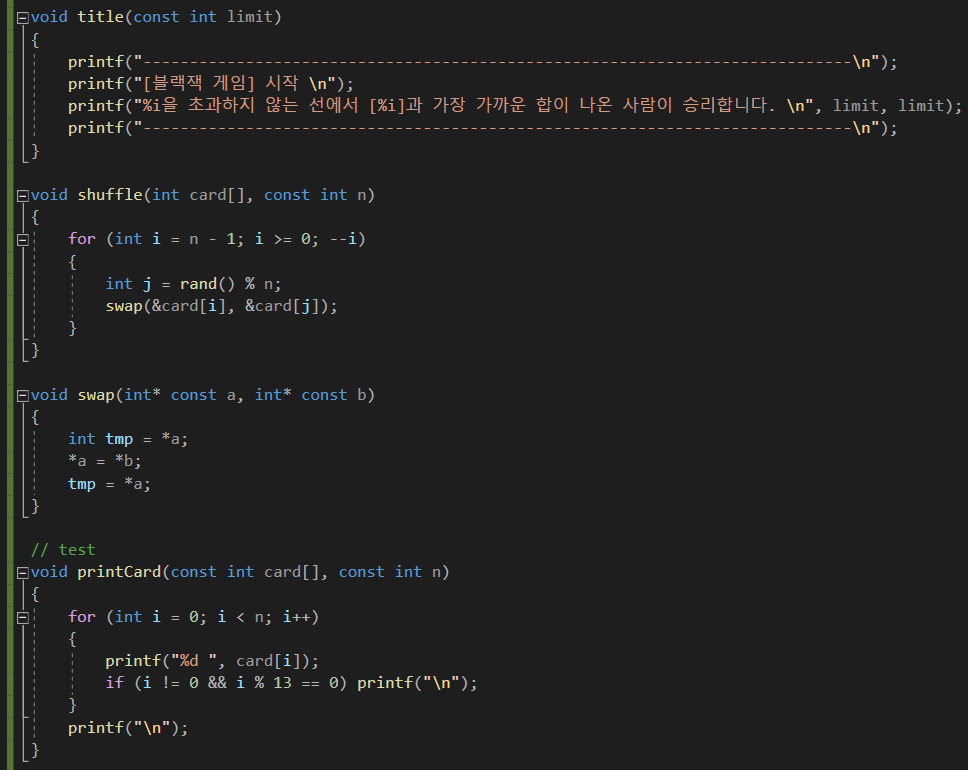 void title(const int limit)
{
    printf("----------------------------------------------------------------------------\n");
    printf("[블랙잭 게임] 시작 \n");
    printf("%i을 초과하지 않는 선에서 [%i]과 가장 가까운 합이 나온 사람이 승리합니다. \n", limit, limit);
    printf("----------------------------------------------------------------------------\n");
}

void shuffle(int card[], const int n)
{
    for (int i = n - 1; i >= 0; --i)
    {
        int j = rand() % n;
        swap(&card[i], &card[j]);
    }
}

void swap(int* const a, int* const b)
{
    int tmp = *a;
    *a = *b;
    tmp = *a;
}

// test
void printCard(const int card[], const int n)
{
    for (int i = 0; i < n; i++)
    {
        printf("%d ", card[i]);
        if (i != 0 && i % 13 == 0) printf("\n");
    }
    printf("\n");
}